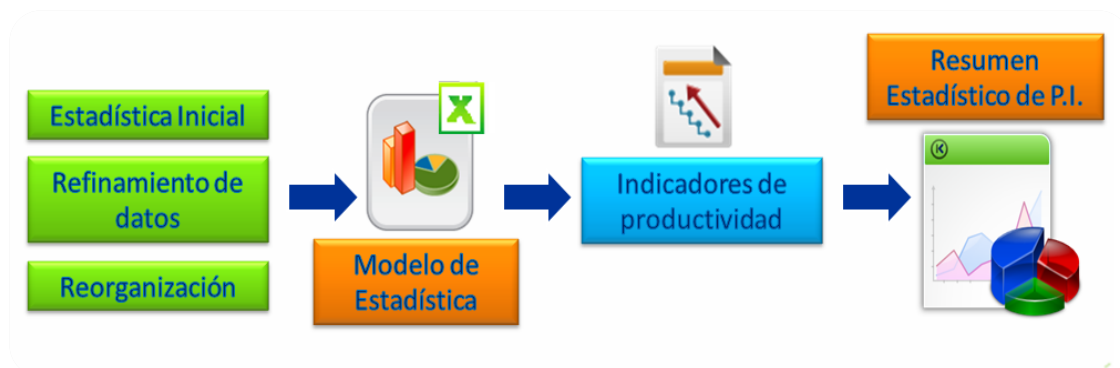 Estadística Inicial
Refinamiento de
datos
Reorganización
X
Modelo de
Estadística
Indicadores de
productividad
Resumen
Estadístico de P.I.
K